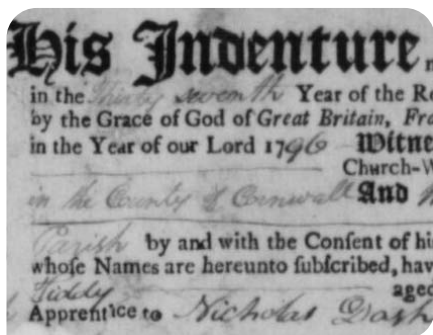 His Indenture
in the Thirty seventh Year of the Re
by the Grace of God of Great Britain, Fra
in the Year of our Lord 1796 Witne
Church-W
in the County of Cornwall And
Parish by and with the Conſent of hi
whoſe Names are hereunto ſubſcribed, hav
Tiddy aged
Apprentice to Nicholas